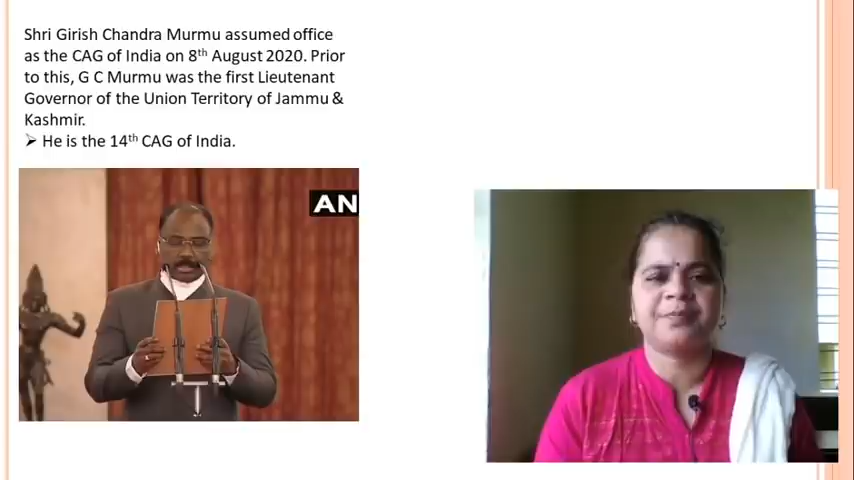 Shri Girish Chandra Murmu assumed office
as the CAG of India on 8th August 2020. Prior
to this, G C Murmu was the first Lieutenant
Governor of the Union Territory of Jammu &
Kashmir.
➢ He is the 14th CAG of India.
AN